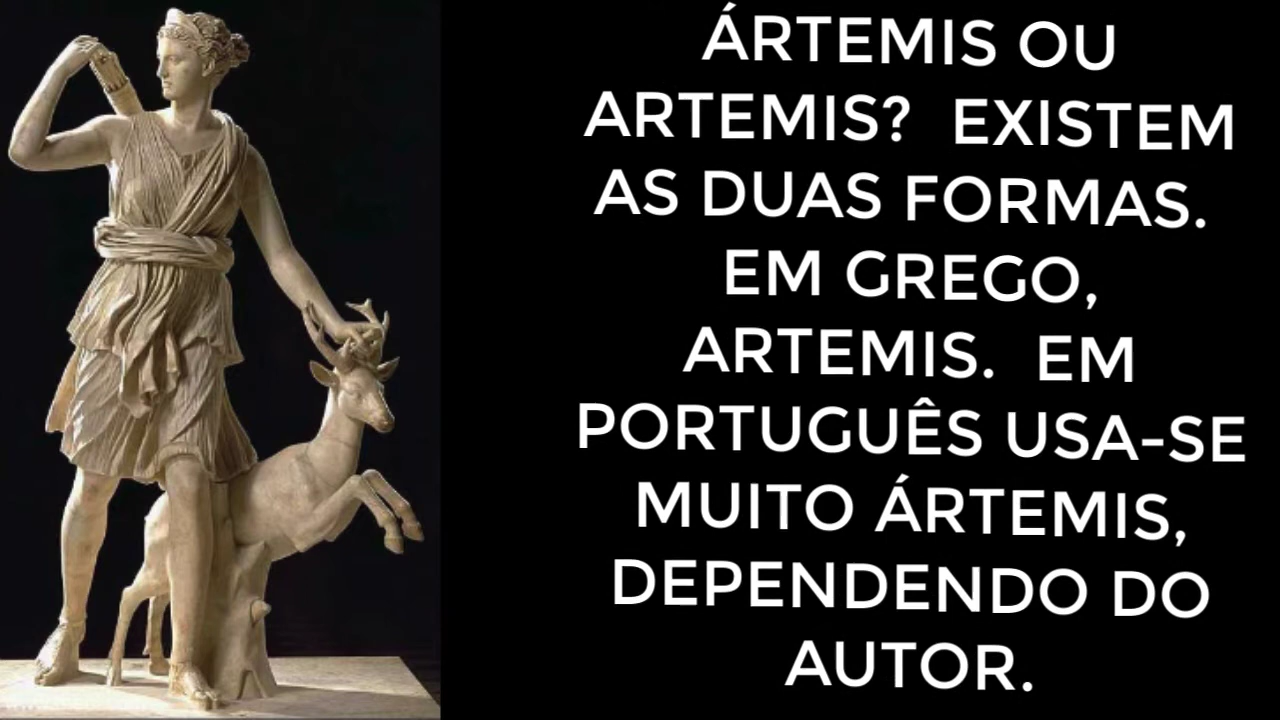 ÁRTEMIS OU
ARTEMIS? EXISTEM
AS DUAS FORMAS.
EM GREGO,
ARTEMIS. EM
PORTUGUÊS USA-SE
MUITO ÁRTEMIS,
DEPENDENDO DO
AUTOR.